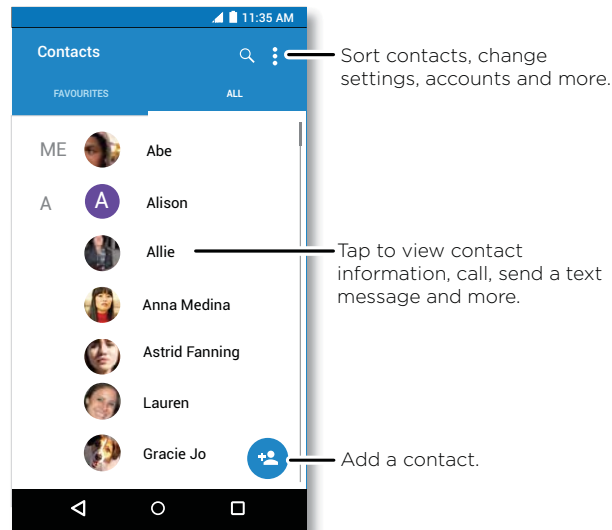 11:35 AM
Contacts
Sort contacts, change
settings, accounts and more.
FAVOURITES ALL
ME Abe
A A Alison
Allie
Tap to view contact
information, call, send a text
message and more.
Anna Medina
Astrid Fanning
Lauren
Gracie Jo
Add a contact.